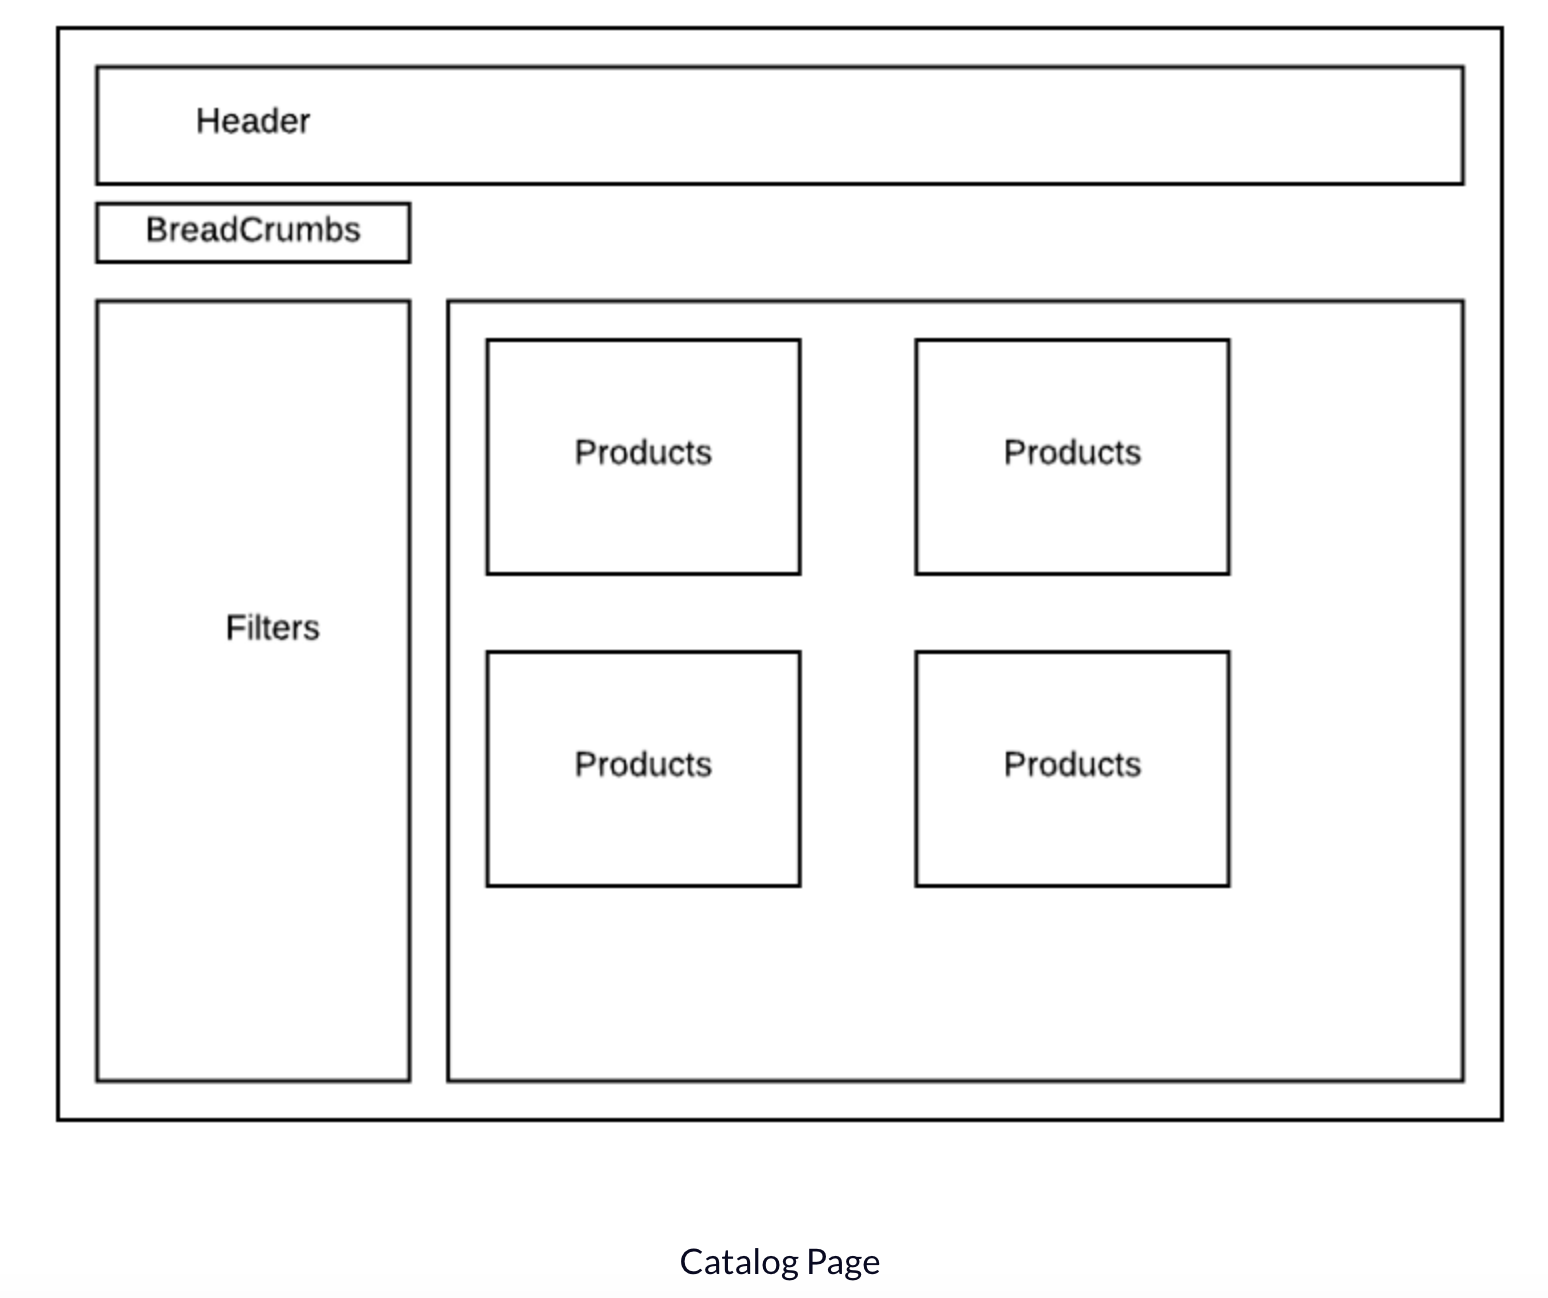 Header
BreadCrumbs
Filters
Products
Products
Products
Products
Catalog Page